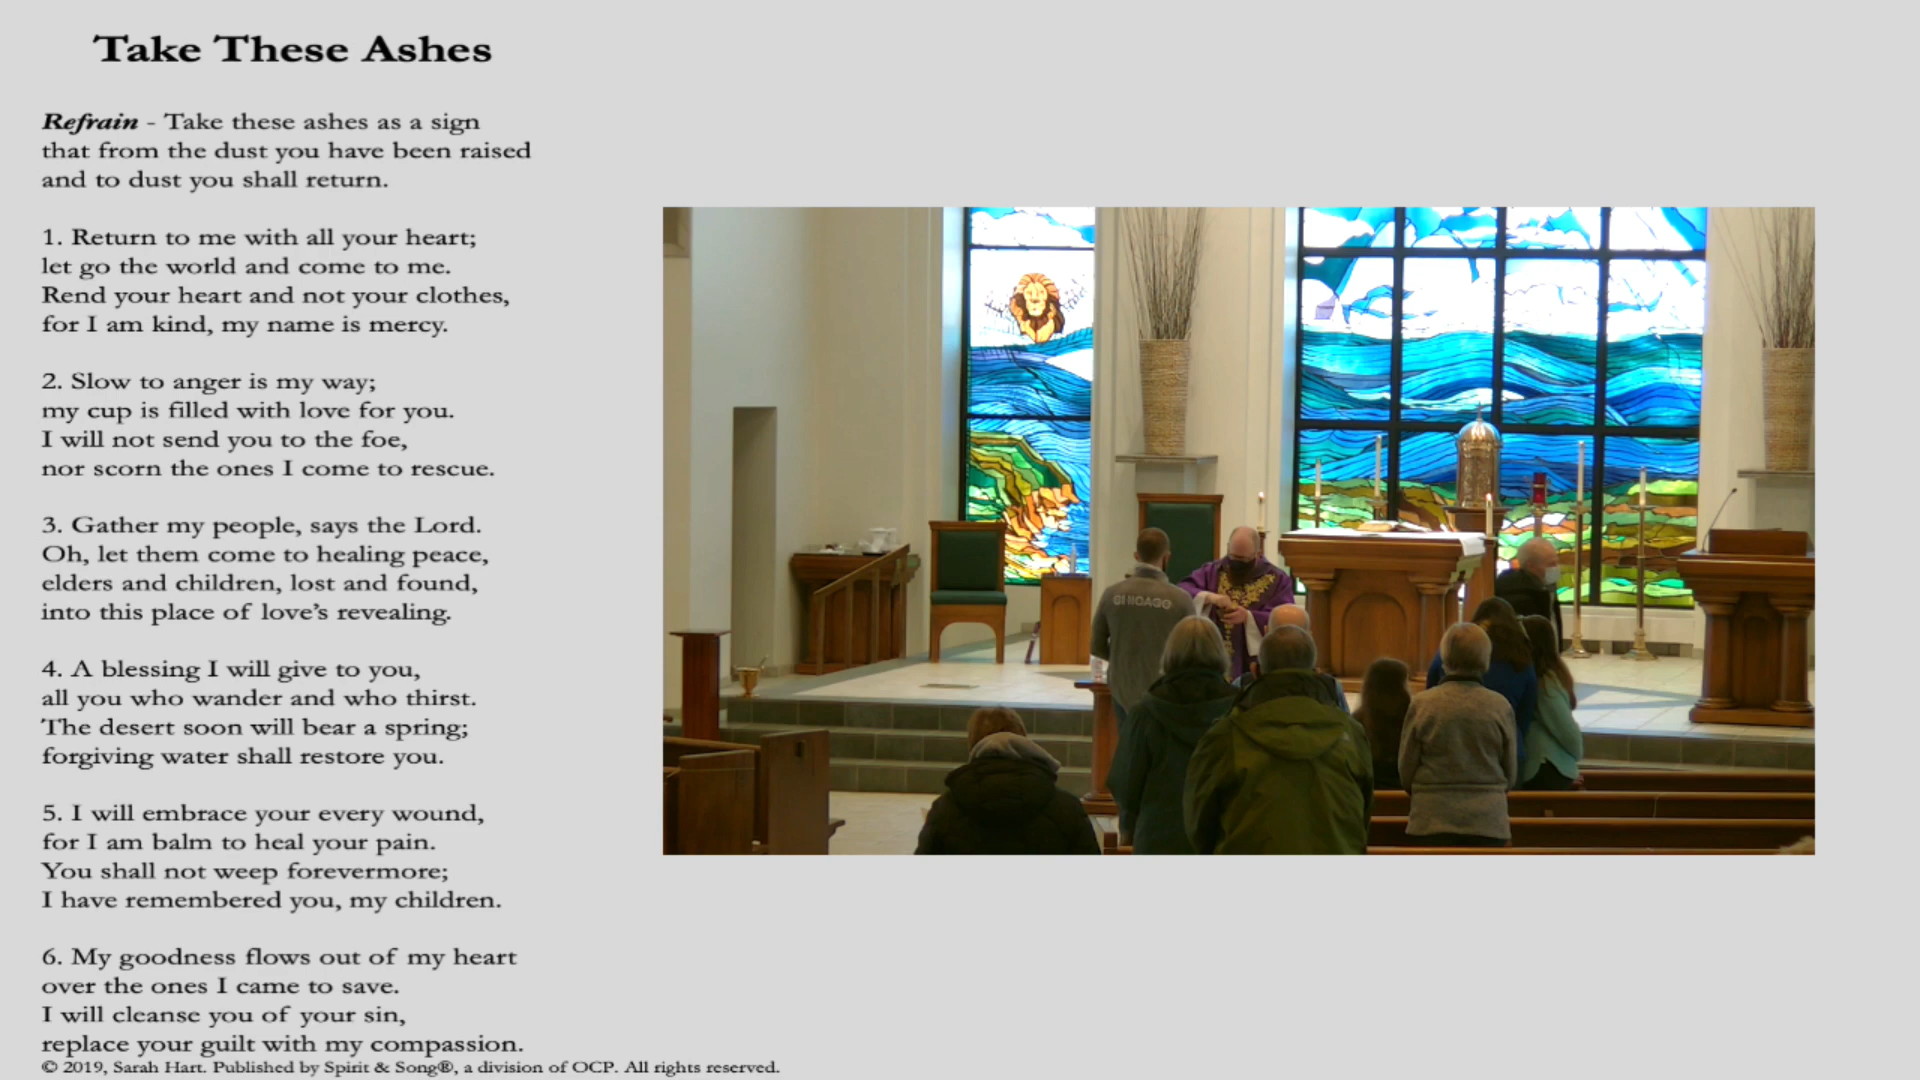 Take These Ashes
Refrain - Take these ashes as a sign
that from the dust you have been raised
and to dust you shall return.
1. Return to me with all your heart;
let go the world and come to me.
Rend your heart and not your clothes,
for I am kind, my name is mercy.
2. Slow to anger is my way;
my cup is filled with love for you.
I will not send you to the foe,
nor scorn the ones I come to rescue.
3. Gather my people, says the Lord.
Oh, let them come to healing peace,
elders and children, lost and found,
into this place of love's revealing.
4. A blessing I will give to you,
all you who wander and who thirst.
The desert soon will bear a spring;
forgiving water shall restore you.
5. I will embrace your every wound,
for I am balm to heal your pain.
You shall not weep forevermore;
I have remembered you, my children.
6. My goodness flows out of my heart
over the ones I came to save.
I will cleanse you of your sin,
replace your guilt with my compassion.
© 2019, Sarah Hart. Published by Spirit & Song®, a division of OCP. All rights reserved.
CHICAGO